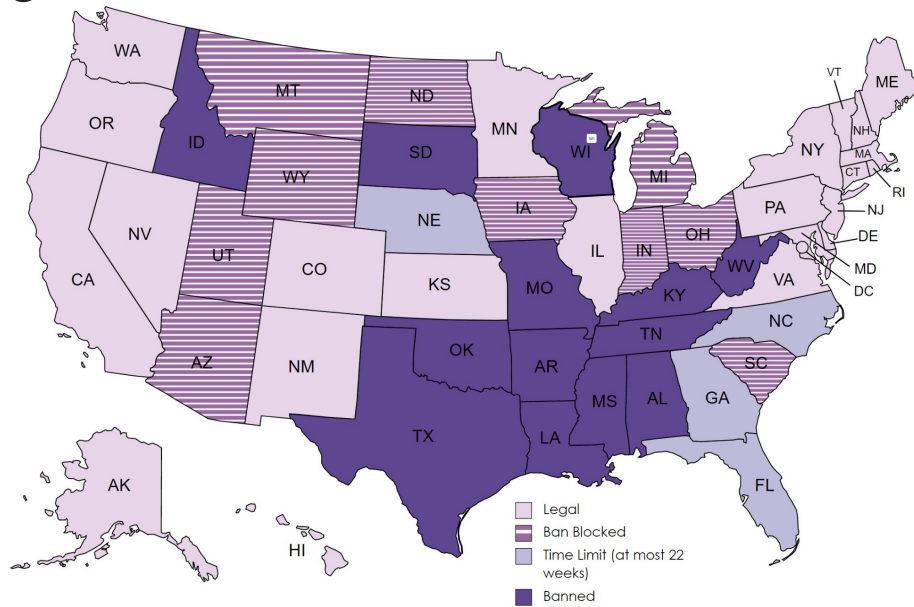 WA
MT
ND
MN
VT
ME
OR
ID
SD
WI
NH
NY
MA
WY
MI
CT
RI
NE
IA
PA
NJ
NV
UT
IL
IN
OH
DE
CA
CO
WV
MD
KS
MO
KY
VA
DC
TN
NC
AZ
NM
OK
AR
SC
MS
AL
GA
TX
LA
AK
FL
HI
Legal
Ban Blocked
Time Limit (at most 22
weeks)
Banned